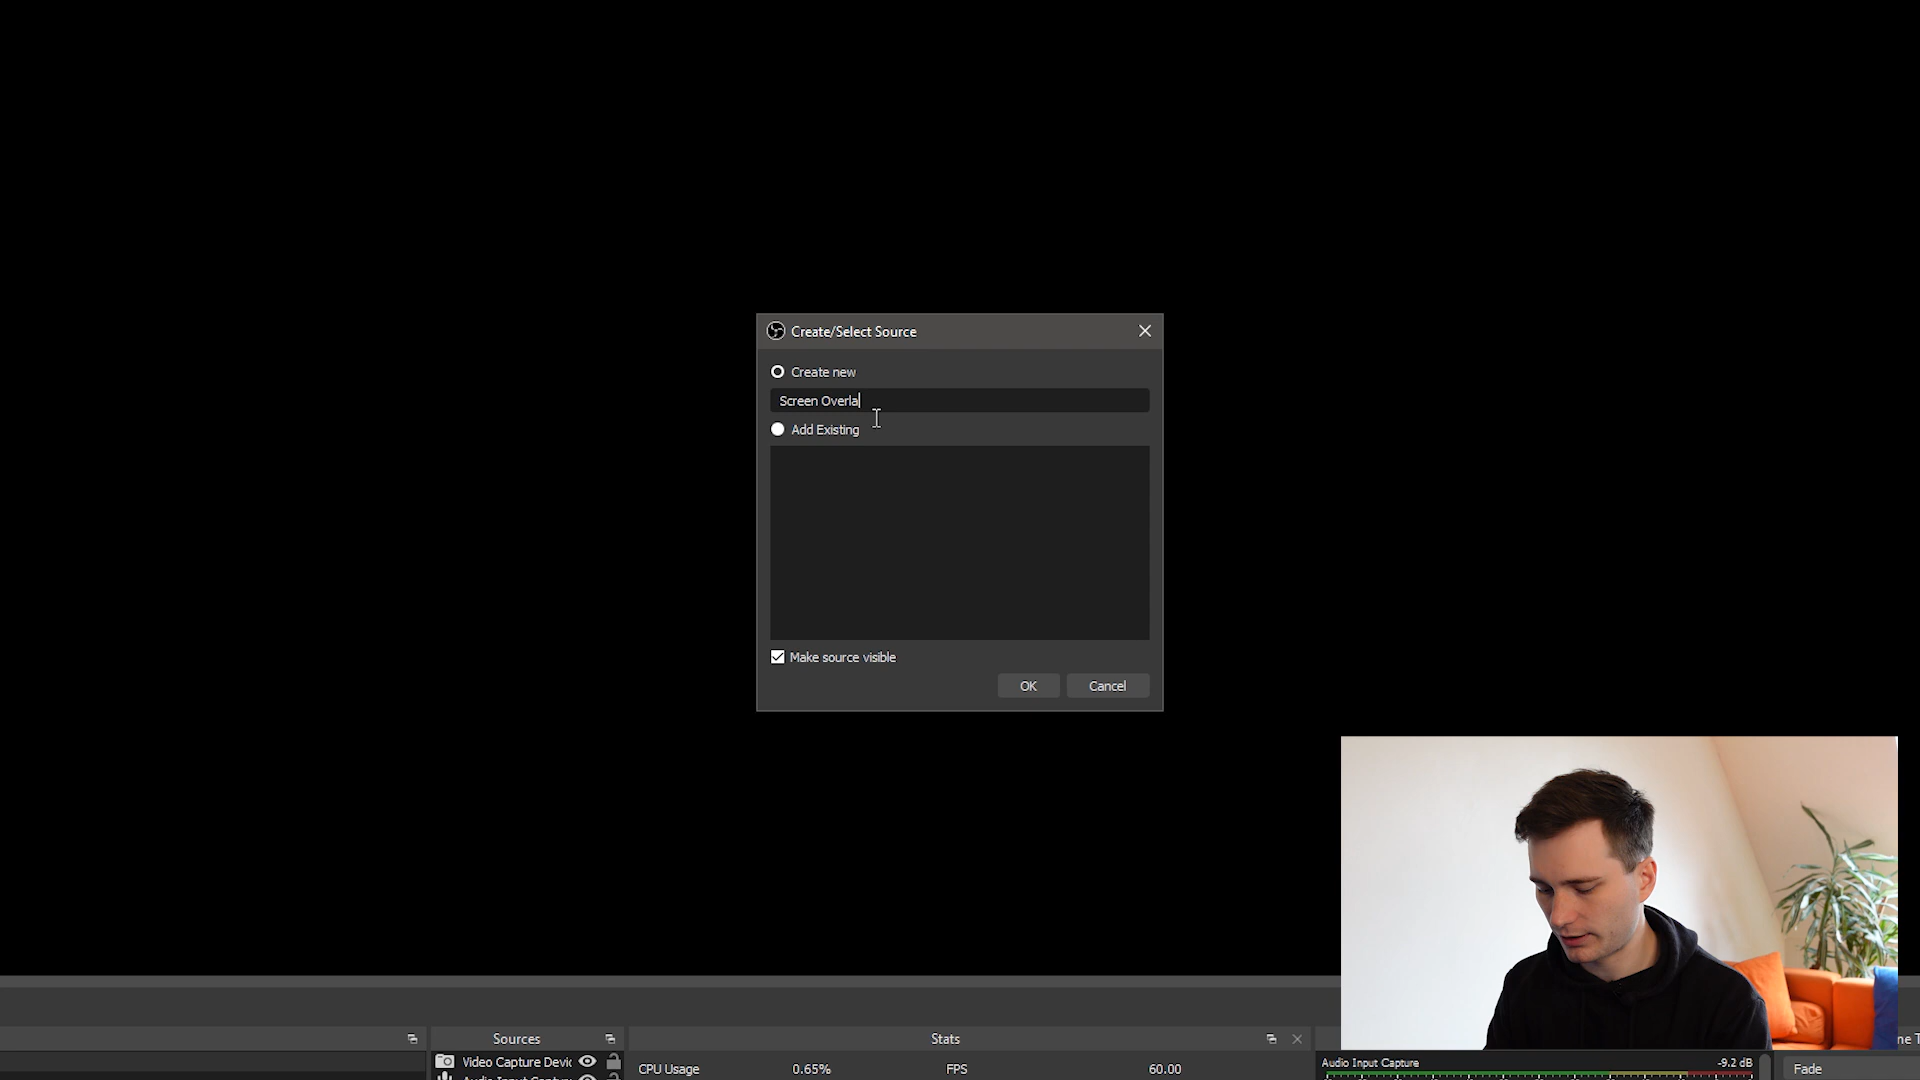 Create/Select Source
Create new
Screen Overla
Add Existing
Make source visible
OK
Cancel
Sources
Stats
Video Capture Devic
CPU Usage
0.65%
FPS
60.00
Audio Input Capture
-9.2 dB
Fade